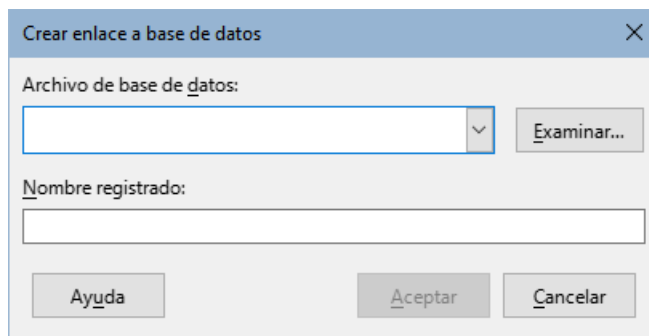 Crear enlace a base de datos
Archivo de base de datos:
Examinar...
Nombre registrado:
Ayuda Aceptar Cancelar